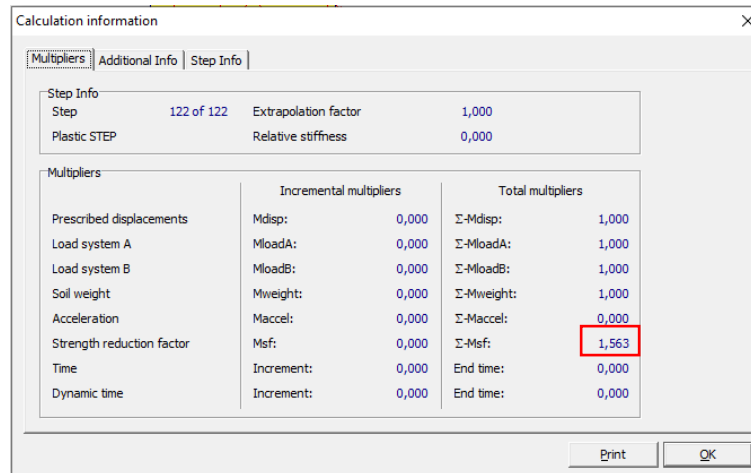 Calculation information
Multipliers Additional Info Step Info
Step Info
Step 122 of 122 Extrapolation factor 1,000
Plastic STEP Relative stiffness 0,000
Multipliers
Incremental multipliers Total multipliers
Prescribed displacements Mdisp: 0,000 Σ-Mdisp: 1,000
Load system A MloadA: 0,000 Σ-MloadA: 1,000
Load system B MloadB: 0,000 Σ-MloadB: 1,000
Soil weight Mweight: 0,000 Σ-Mweight: 1,000
Acceleration Maccel: 0,000 Σ-Maccel: 0,000
Strength reduction factor Msf: 0,000 Σ-Msf: 1,563
Time Increment: 0,000 End time: 0,000
Dynamic time Increment: 0,000 End time: 0,000
Print OK